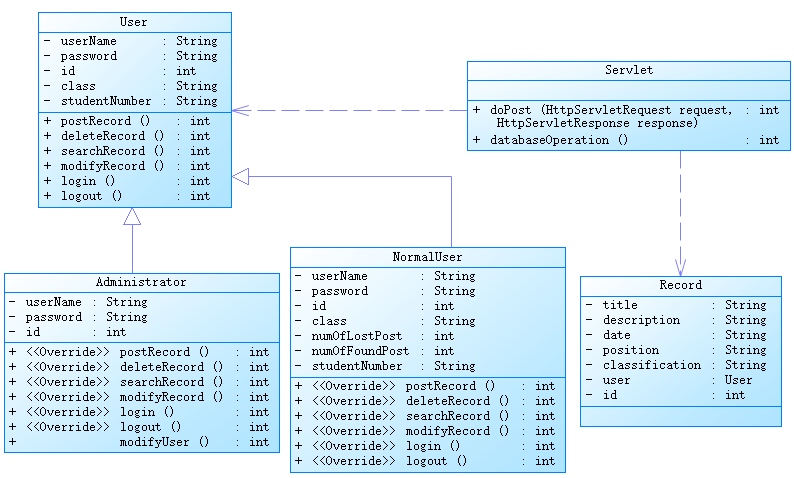 User
- userName : String
- password : String
- id : int
- class : String
- studentNumber : String
+ postRecord () : int
+ deleteRecord () : int
+ searchRecord () : int
+ modifyRecord () : int
+ login () : int
+ logout () : int
Servlet
+ doPost (HttpServletRequest request, : int
HttpServletResponse response)
+ databaseOperation () : int
Administrator
- userName : String
- password : String
- id : int
+ <<Override>> postRecord () : int
+ <<Override>> deleteRecord () : int
+ <<Override>> searchRecord () : int
+ <<Override>> modifyRecord () : int
+ <<Override>> login () : int
+ <<Override>> logout () : int
+ modifyUser () : int
NormalUser
- userName : String
- password : String
- id : int
- class : String
- numOfLostPost : int
- numOfFoundPost : int
- studentNumber : String
+ <<Override>> postRecord () : int
+ <<Override>> deleteRecord () : int
+ <<Override>> searchRecord () : int
+ <<Override>> modifyRecord () : int
+ <<Override>> login () : int
+ <<Override>> logout () : int
Record
- title : String
- description : String
- date : String
- position : String
- classification : String
- user : User
- id : int